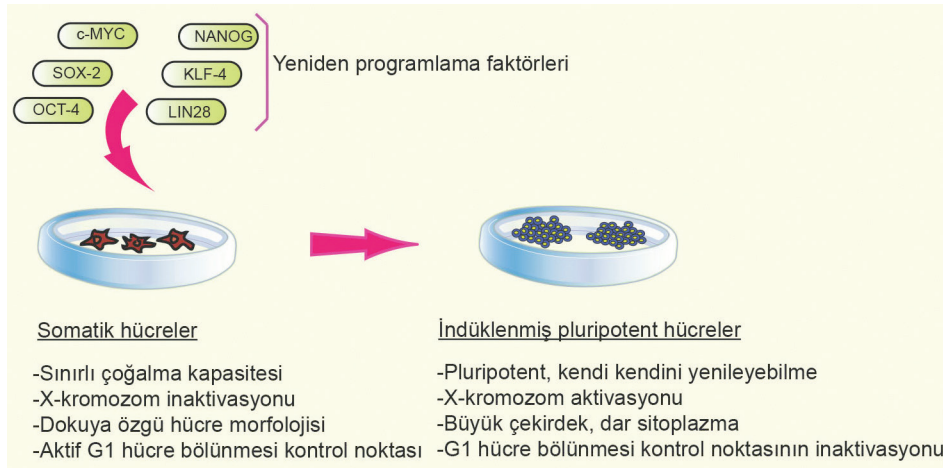 c-MYC
NANOG
SOX-2
KLF-4
OCT-4
LIN28
Yeniden programlama faktörleri
Somatik hücreler
-Sınırlı çoğalma kapasitesi
-X-kromozom inaktivasyonu
-Dokuya özgü hücre morfolojisi
-Aktif G1 hücre bölünmesi kontrol noktası
İndüklenmiş pluripotent hücreler
-Pluripotent, kendi kendini yenileyebilme
-X-kromozom aktivasyonu
-Büyük çekirdek, dar sitoplazma
-G1 hücre bölünmesi kontrol noktasının inaktivasyonu